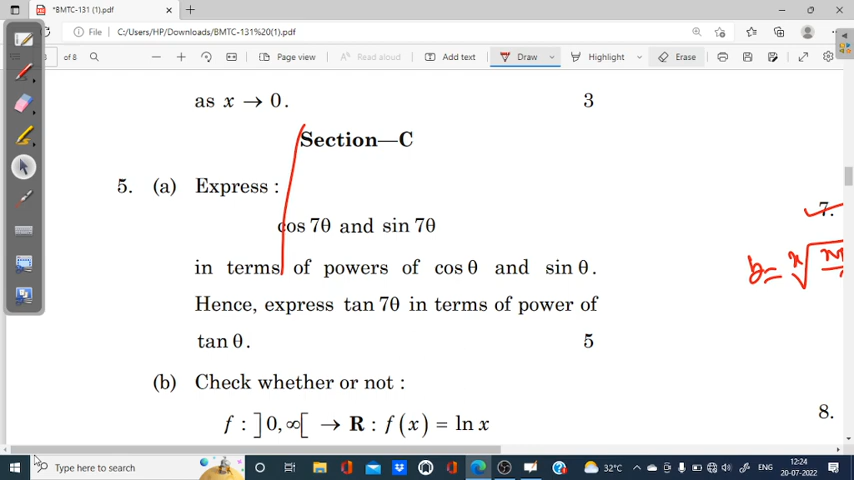 *BMTC-131 (1).pdf
File
C:/Users/HP/Downloads/BMTC-131%20(1).pdf
of 8
Page view
Read aloud
Add text
Draw
Highlight
Erase
as x → 0.
3
Section—C
5. (a) Express :
cos 7θ and sin 7θ
in terms of powers of cos θ and sin θ.
Hence, express tan 7θ in terms of power of
tan θ.
5
7.
b=
(b) Check whether or not :
f : ]0, ∞[ → R : f(x) = ln x
8.
Type here to search
32°C
ENG
12:24
20-07-2022